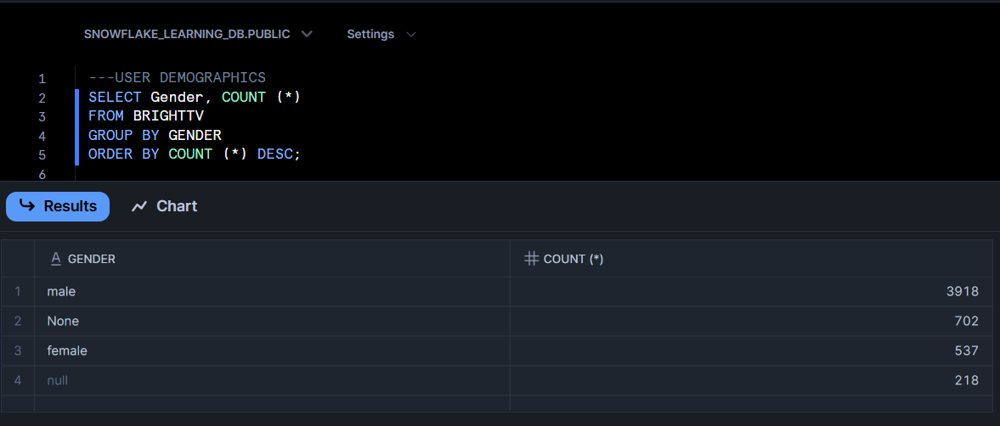 SNOWFLAKE_LEARNING_DB.PUBLIC Settings
1 ---USER DEMOGRAPHICS
2 SELECT Gender, COUNT (*)
3 FROM BRIGHTTV
4 GROUP BY GENDER
5 ORDER BY COUNT (*) DESC;
6
Results Chart
A GENDER # COUNT (*)
1 male 3918
2 None 702
3 female 537
4 null 218